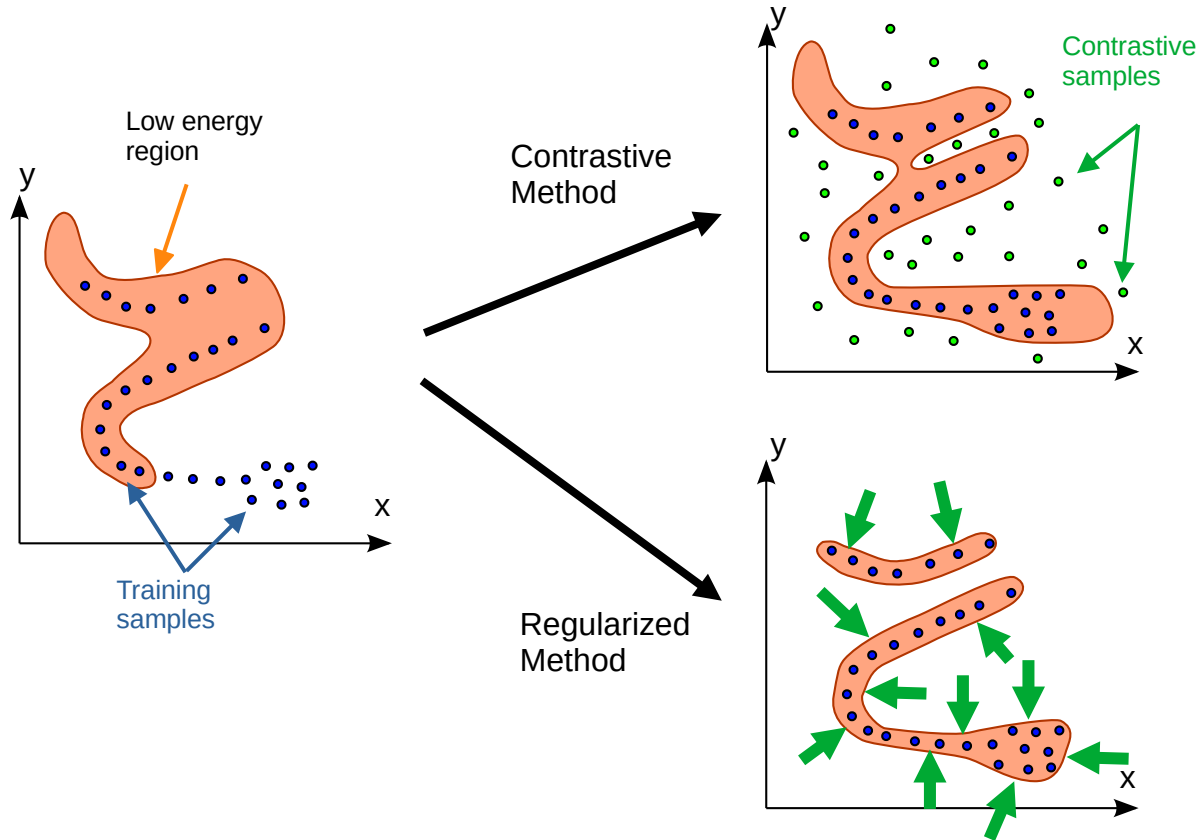 Low energy
region
y
x
Training
samples
Contrastive
Method
Regularized
Method
y
Contrastive
samples
x
y
x